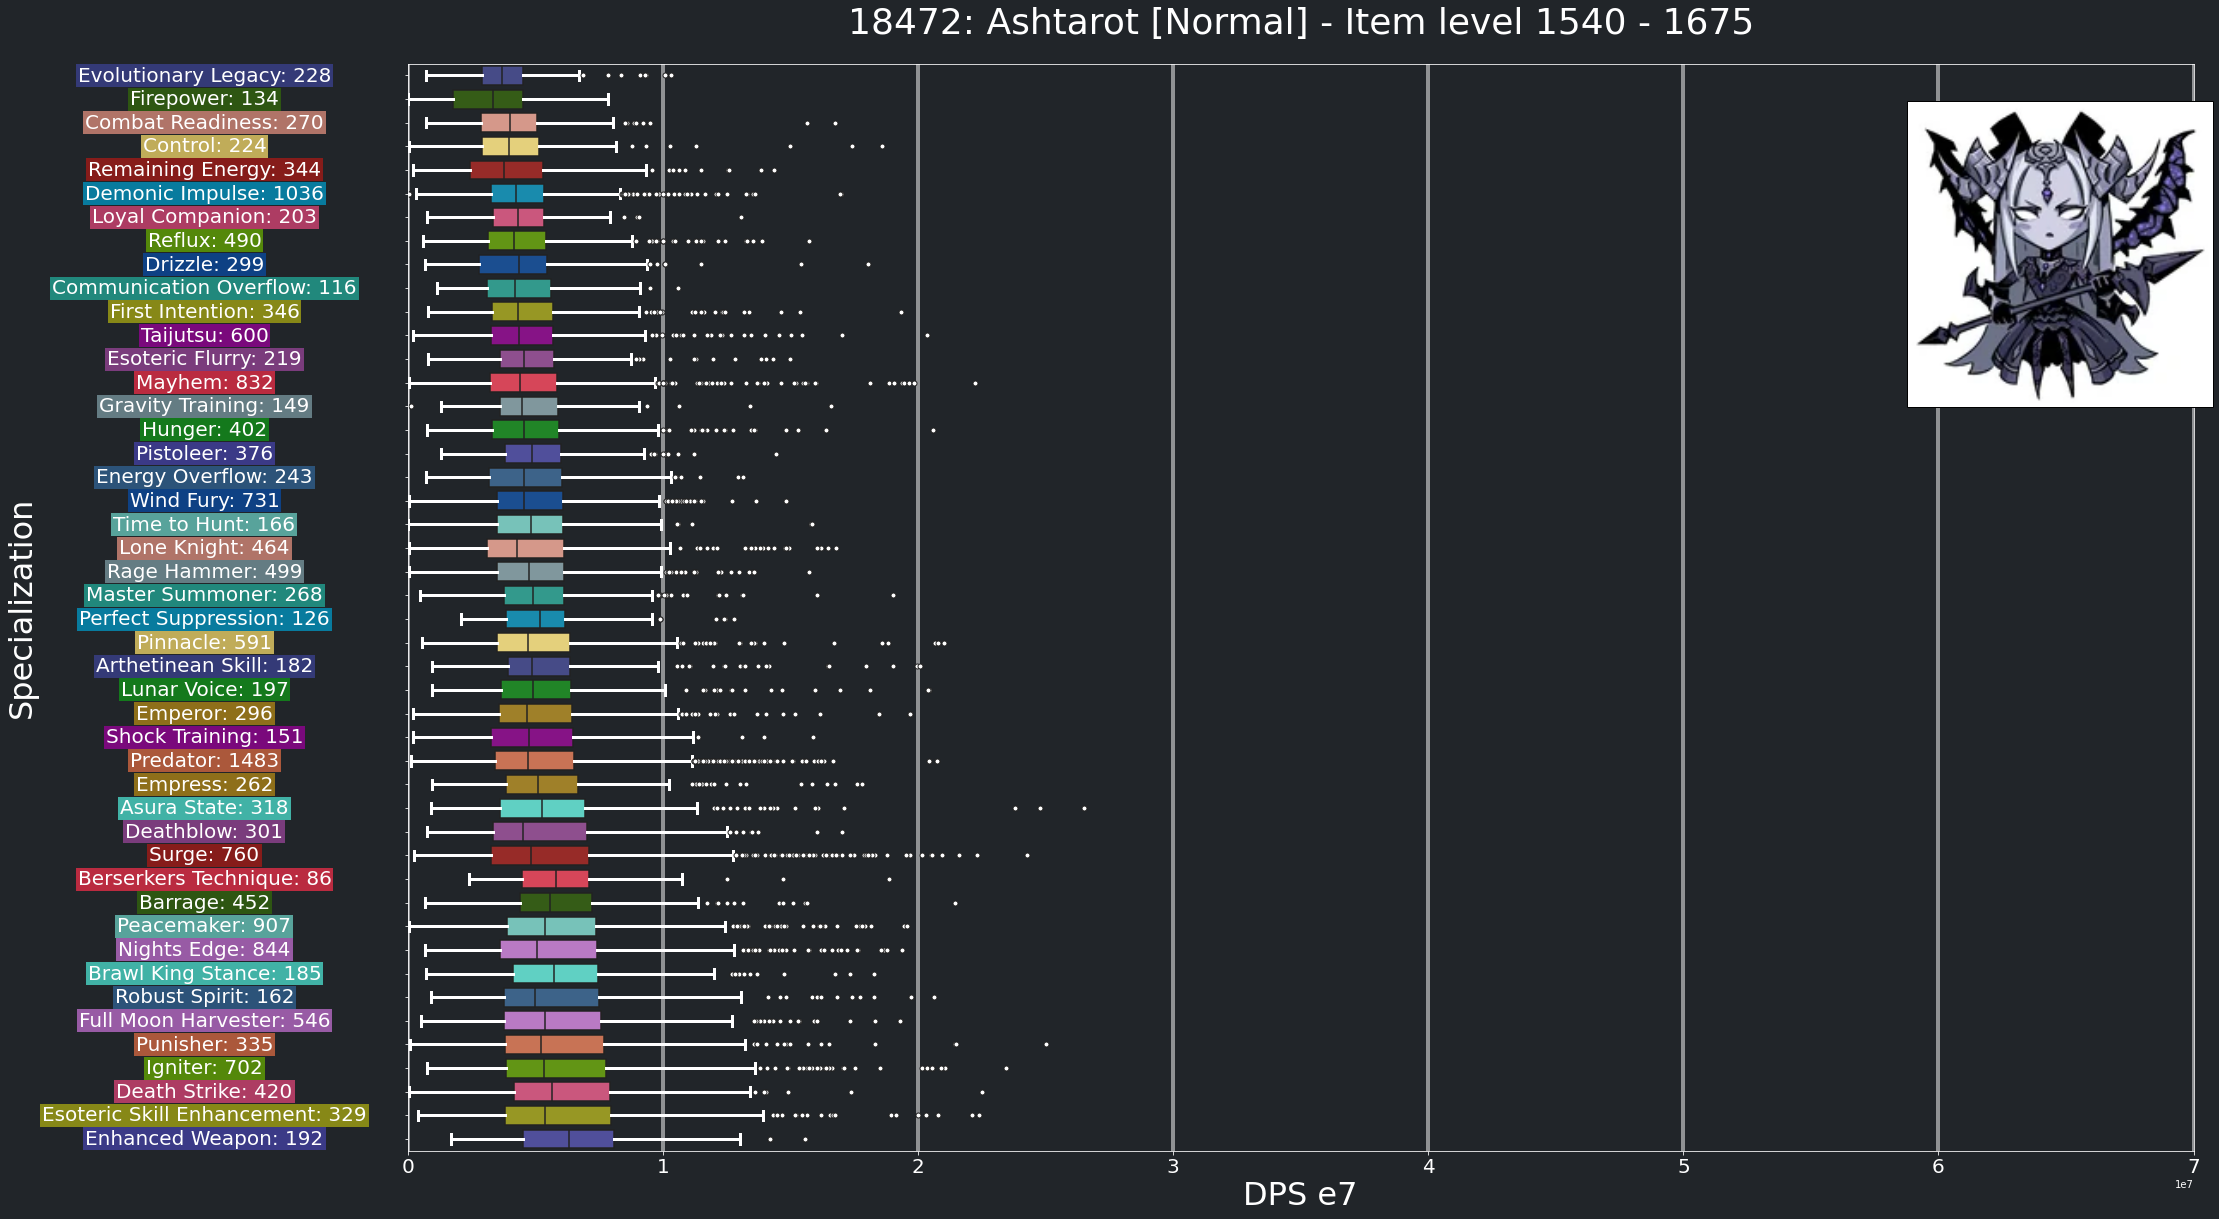 18472: Ashtarot [Normal] - Item level 1540 - 1675
Specialization
Evolutionary Legacy: 228
Firepower: 134
Combat Readiness: 270
Control: 224
Remaining Energy: 344
Demonic Impulse: 1036
Loyal Companion: 203
Reflux: 490
Drizzle: 299
Communication Overflow: 116
First Intention: 346
Taijutsu: 600
Esoteric Flurry: 219
Mayhem: 832
Gravity Training: 149
Hunger: 402
Pistoleer: 376
Energy Overflow: 243
Wind Fury: 731
Time to Hunt: 166
Lone Knight: 464
Rage Hammer: 499
Master Summoner: 268
Perfect Suppression: 126
Pinnacle: 591
Arthetinean Skill: 182
Lunar Voice: 197
Emperor: 296
Shock Training: 151
Predator: 1483
Empress: 262
Asura State: 318
Deathblow: 301
Surge: 760
Berserkers Technique: 86
Barrage: 452
Peacemaker: 907
Nights Edge: 844
Brawl King Stance: 185
Robust Spirit: 162
Full Moon Harvester: 546
Punisher: 335
Igniter: 702
Death Strike: 420
Esoteric Skill Enhancement: 329
Enhanced Weapon: 192
0 1 2 3 4 5 6 7
1e7
DPS e7